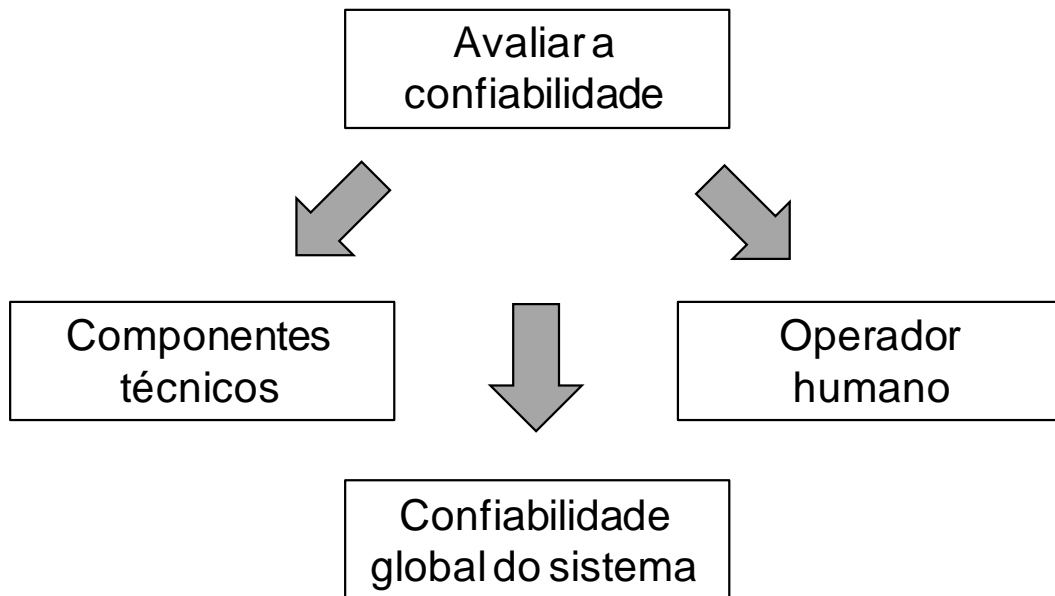 Avaliar a
confiabilidade
Componentes
técnicos
Operador
humano
Confiabilidade
global do sistema